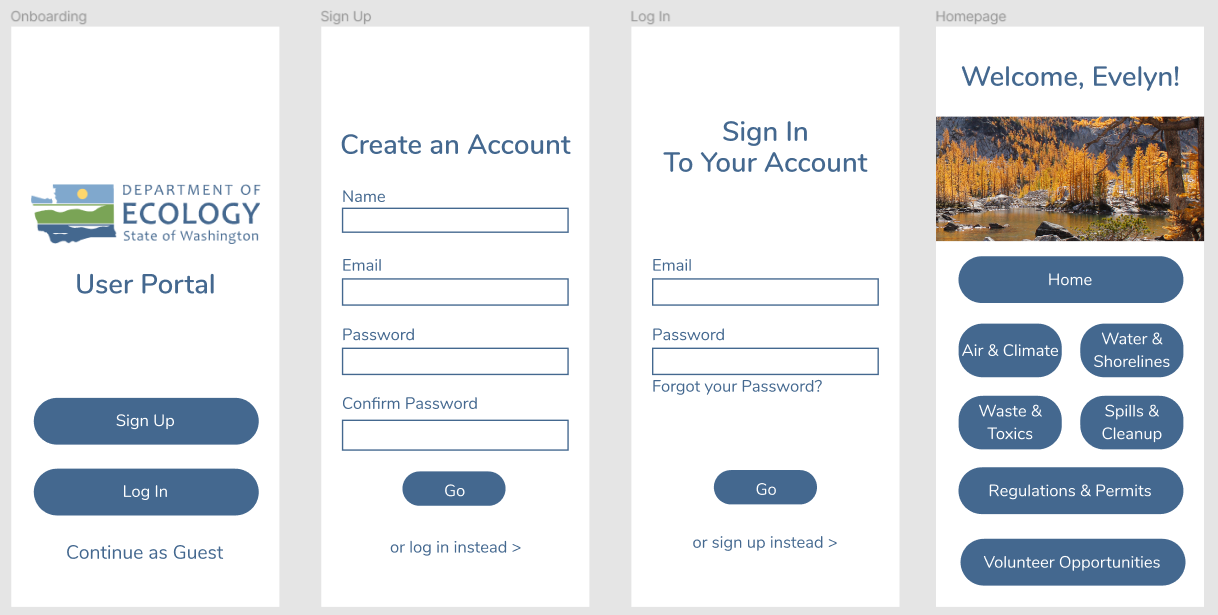 Onboarding
DEPARTMENT OF
ECOLOGY
State of Washington
User Portal
Sign Up
Log In
Continue as Guest
Sign Up
Create an Account
Name
Email
Password
Confirm Password
Go
or log in instead >
Log In
Sign In
To Your Account
Email
Password
Forgot your Password?
Go
or sign up instead >
Homepage
Welcome, Evelyn!
Home
Air & Climate
Water &
Shorelines
Waste &
Toxics
Spills &
Cleanup
Regulations & Permits
Volunteer Opportunities